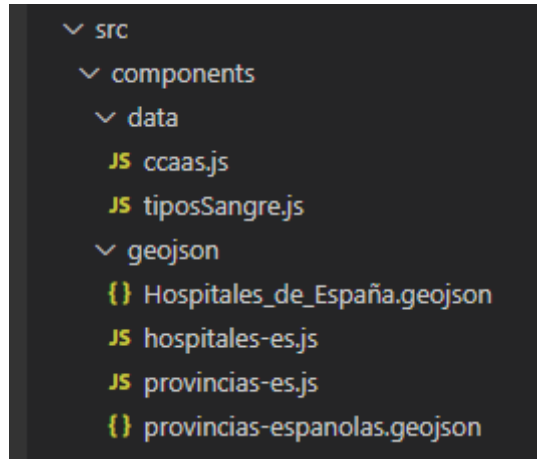 src
components
data
JS ccaas.js
JS tiposSangre.js
geojson
{} Hospitales_de_España.geojson
JS hospitales-es.js
JS provincias-es.js
{} provincias-espanolas.geojson